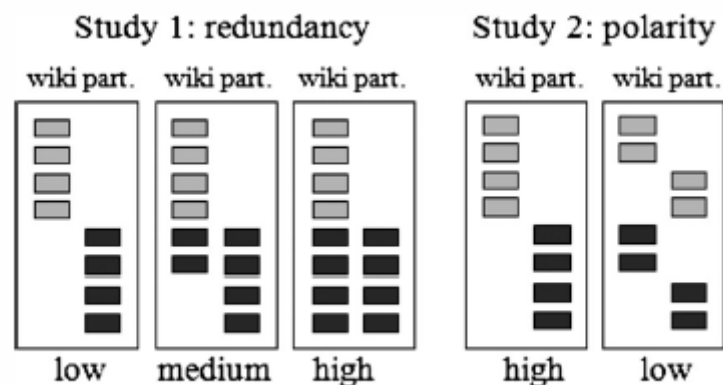 Study 1: redundancy
Study 2: polarity
wiki part. wiki part. wiki part.
wiki part. wiki part.
low medium high
high low